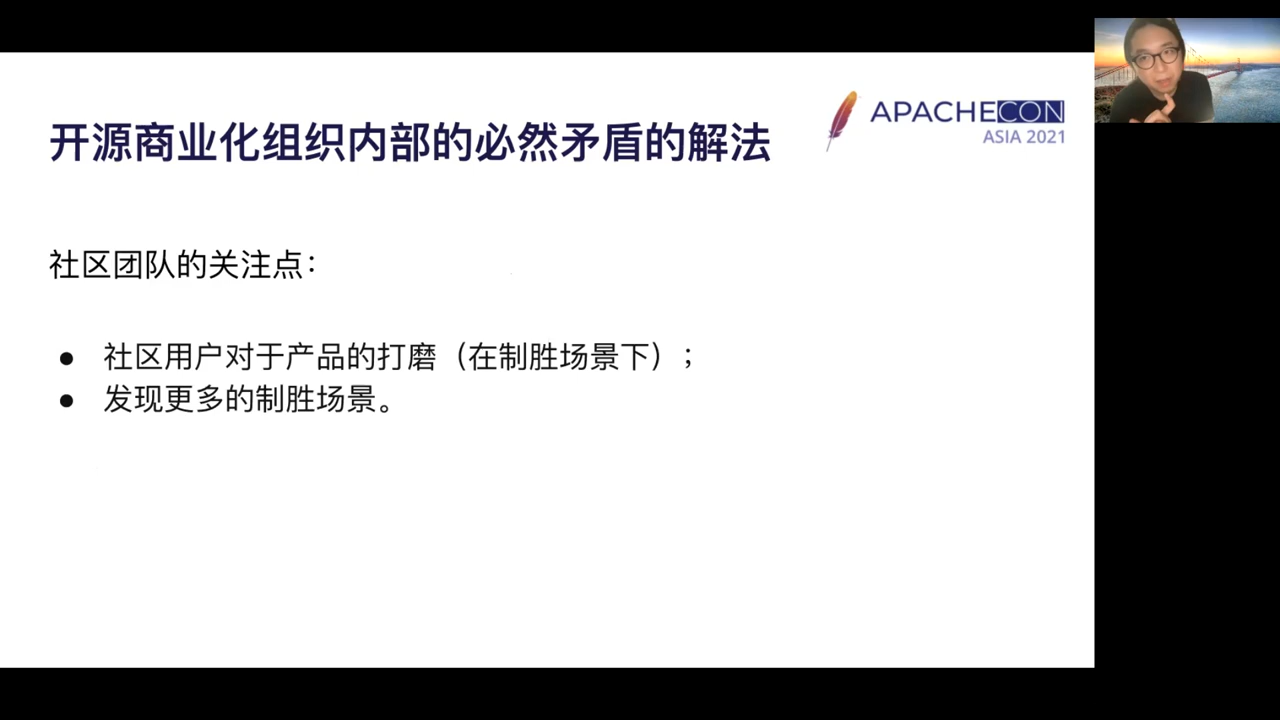 开源商业化组织内部的必然矛盾的解法
APACHECON
ASIA 2021
社区团队的关注点：
● 社区用户对于产品的打磨（在制胜场景下）；
● 发现更多的制胜场景。